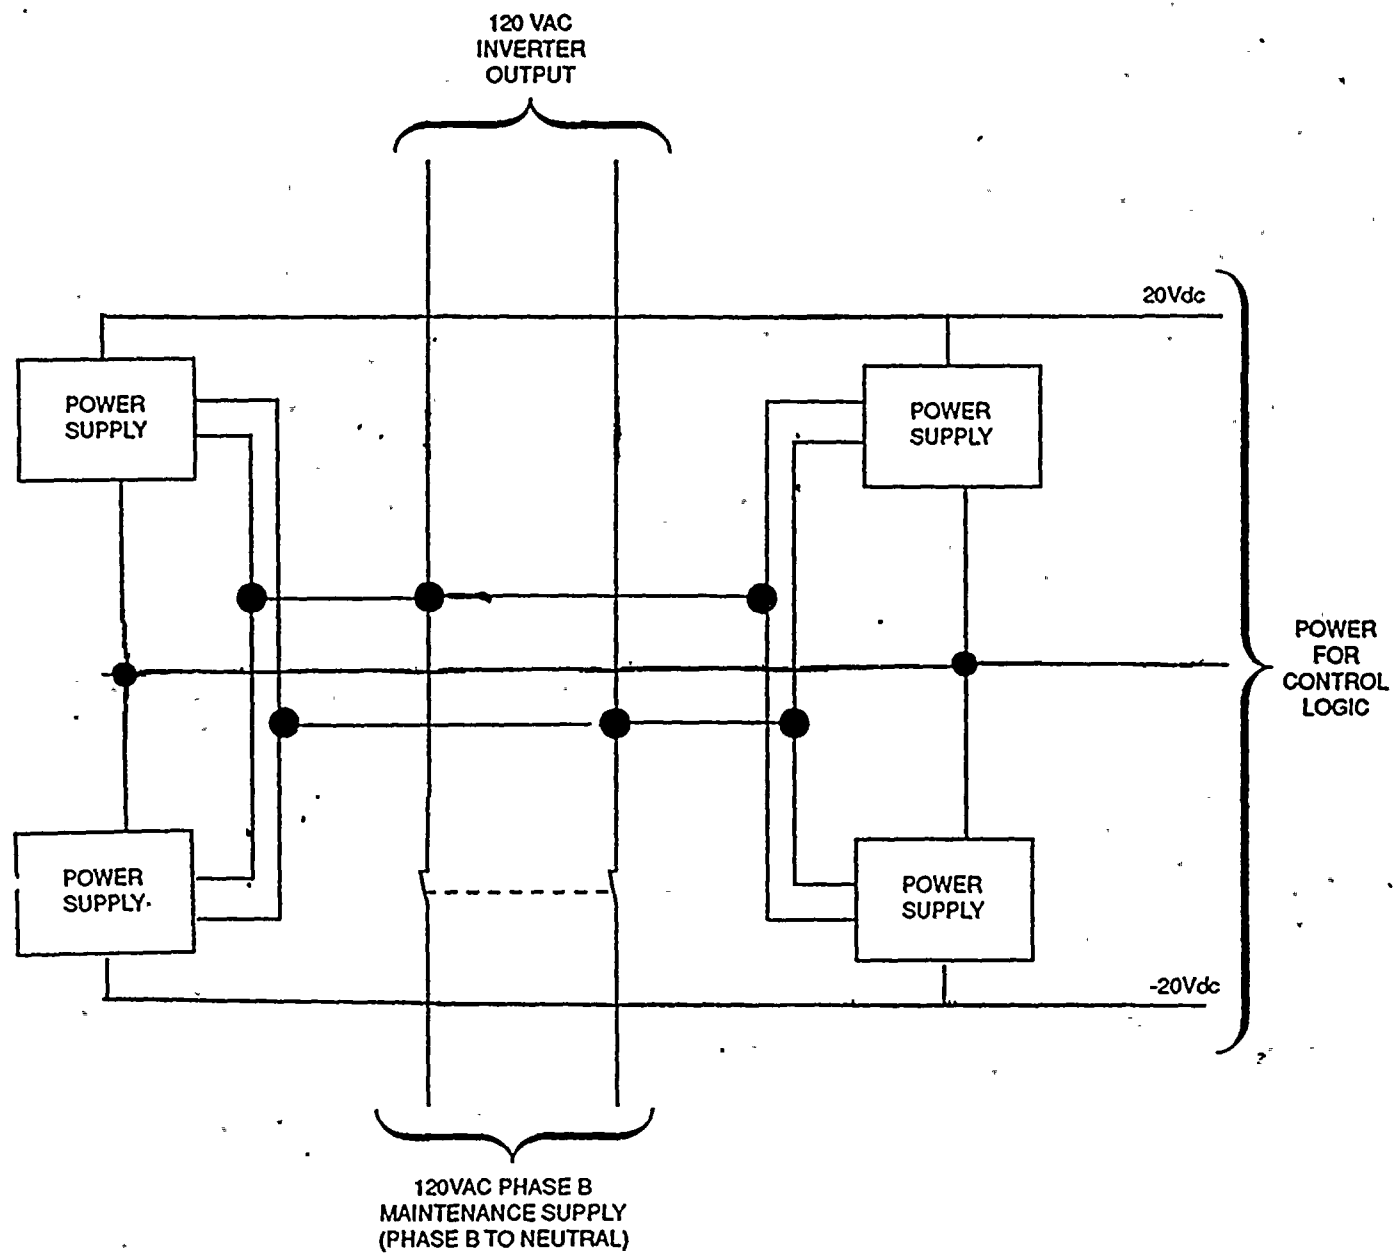 120 VAC
INVERTER
OUTPUT
20Vdc
POWER
SUPPLY
POWER
SUPPLY
POWER
FOR
CONTROL
LOGIC
POWER
SUPPLY
POWER
SUPPLY
-20Vdc
120VAC PHASE B
MAINTENANCE SUPPLY
(PHASE B TO NEUTRAL)